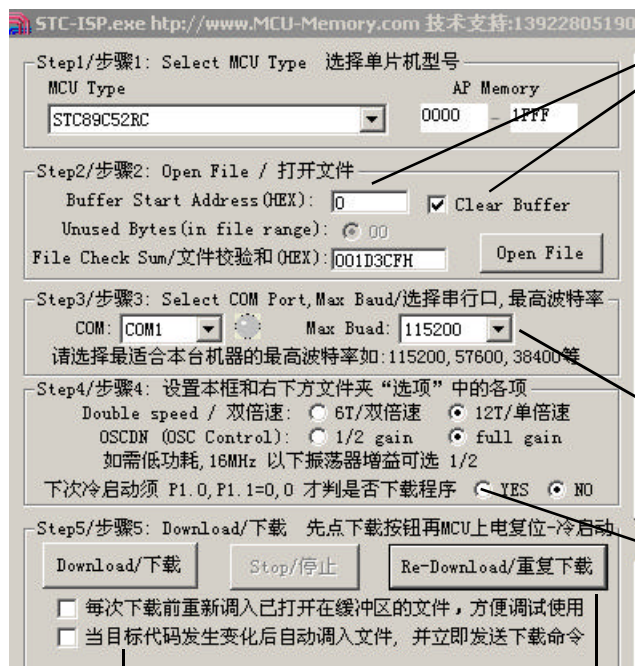 STC-ISP.exe http://www.MCU-Memory.com 技术支持:13922805190
Step1/步骤1: Select MCU Type 选择单片机型号
MCU Type AP Memory
STC89C52RC 0000 - 1FFF
Step2/步骤2: Open File / 打开文件
Buffer Start Address(HEX): 0 Clear Buffer
Unused Bytes(in file range): 00
File Check Sum/文件校验和(HEX): 001D3CFH Open File
Step3/步骤3: Select COM Port,Max Baud/选择串行口,最高波特率
COM: COM1 Max Buad: 115200
请选择最适合本台机器的最高波特率如:115200,57600,38400等
Step4/步骤4: 设置本框和右下方文件夹“选项”中的各项
Double speed / 双倍速: 6T/双倍速 12T/单倍速
OSCDN (OSC Control): 1/2 gain full gain
如需低功耗,16MHz 以下振荡器增益可选 1/2
下次冷启动须 P1.0,P1.1=0,0 才判是否下载程序 YES NO
Step5/步骤5: Download/下载 先点下载按钮再MCU上电复位-冷启动
Download/下载 Stop/停止 Re-Download/重复下载
每次下载前重新调入已打开在缓冲区的文件，方便调试使用
当目标代码发生变化后自动调入文件, 并立即发送下载命令